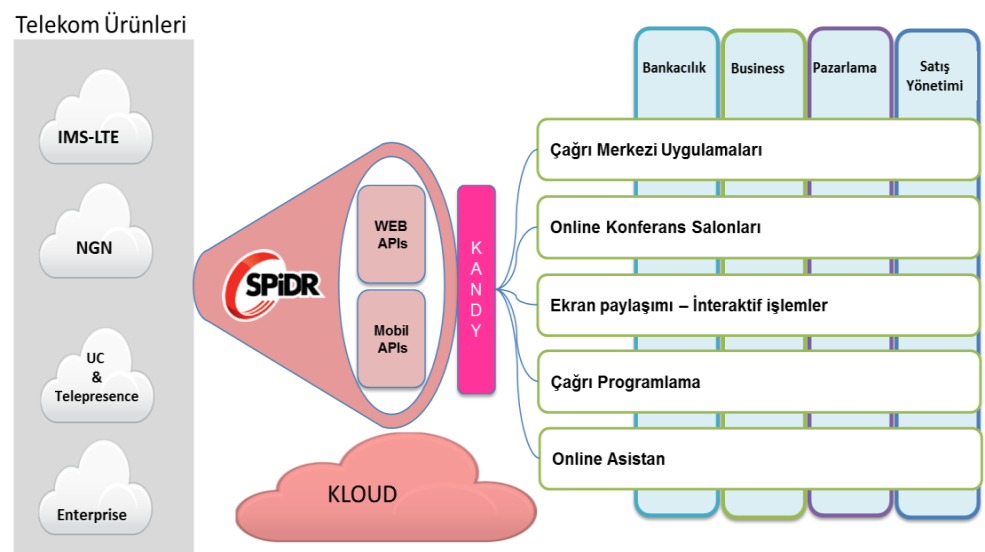 Telekom Ürünleri
IMS-LTE
NGN
UC
&
Telepresence
Enterprise
SPiDR
WEB
APIs
Mobil
APIs
KANDY
KLOUD
Bankacılık
Business
Pazarlama
Satış
Yönetimi
Çağrı Merkezi Uygulamaları
Online Konferans Salonları
Ekran paylaşımı – İnteraktif işlemler
Çağrı Programlama
Online Asistan